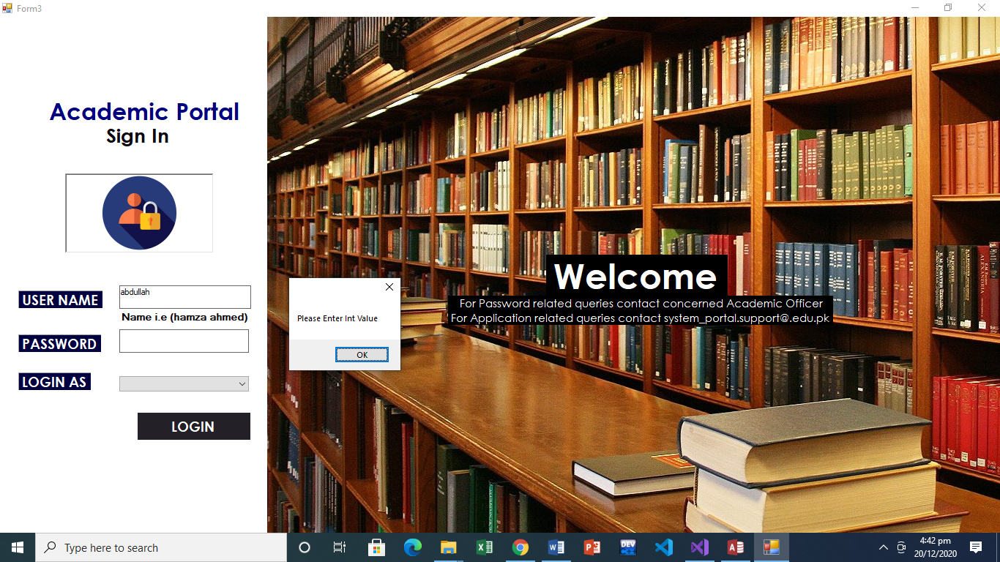 Form3
Academic Portal
Sign In
USER NAME
abdullah
Name i.e (hamza ahmed)
PASSWORD
LOGIN AS
LOGIN
Please Enter Int Value
OK
Welcome
For Password related queries contact concerned Academic Officer
For Application related queries contact system_portal.support@.edu.pk
Type here to search
DEV
4:42 pm
20/12/2020